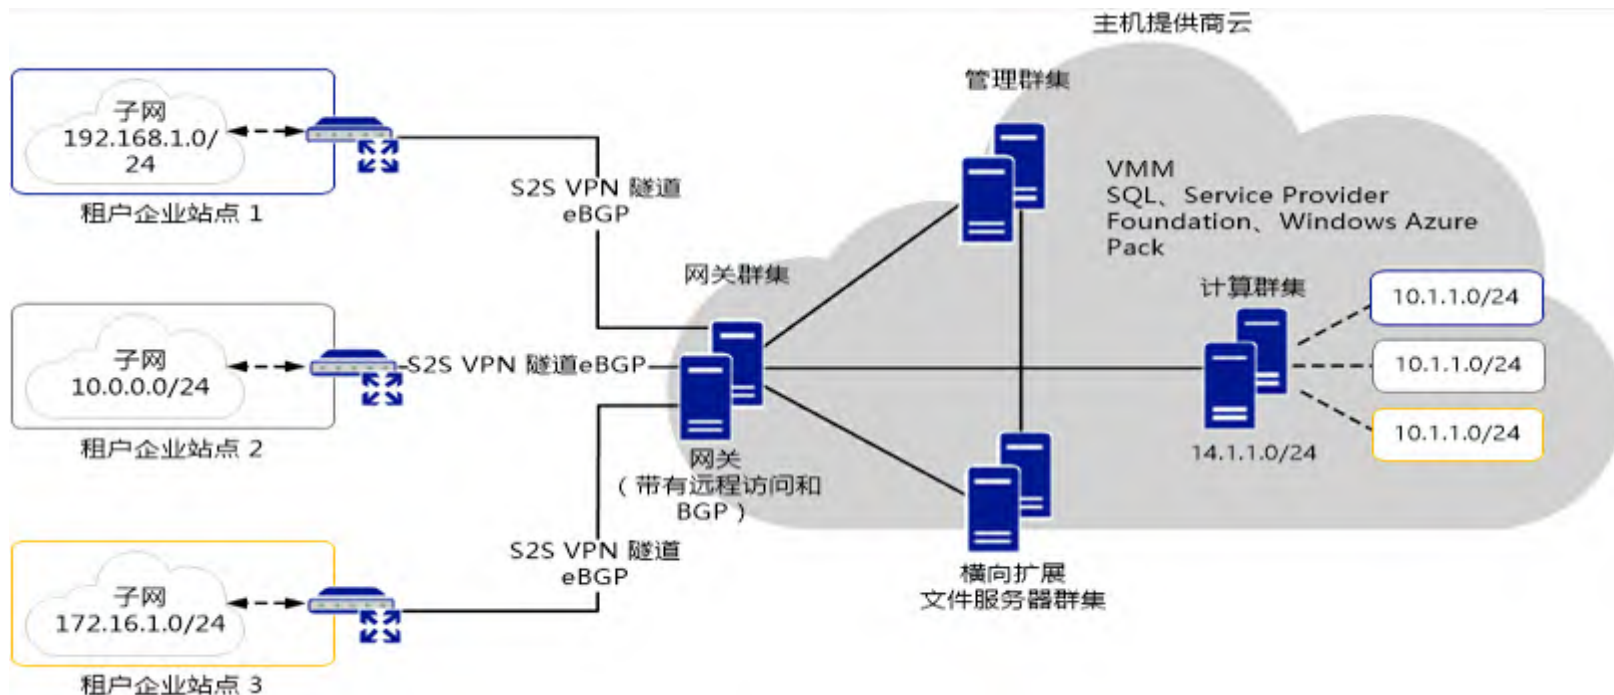 主机提供商云
管理群集
VMM
SQL、Service Provider
Foundation、Windows Azure
Pack
子网
192.168.1.0/
24
租户企业站点 1
S2S VPN 隧道
eBGP
网关群集
计算群集
10.1.1.0/24
10.1.1.0/24
10.1.1.0/24
14.1.1.0/24
子网
10.0.0.0/24
租户企业站点 2
S2S VPN 隧道eBGP
网关
（带有远程访问和
BGP）
S2S VPN 隧道
eBGP
横向扩展
文件服务器群集
子网
172.16.1.0/24
租户企业站点 3